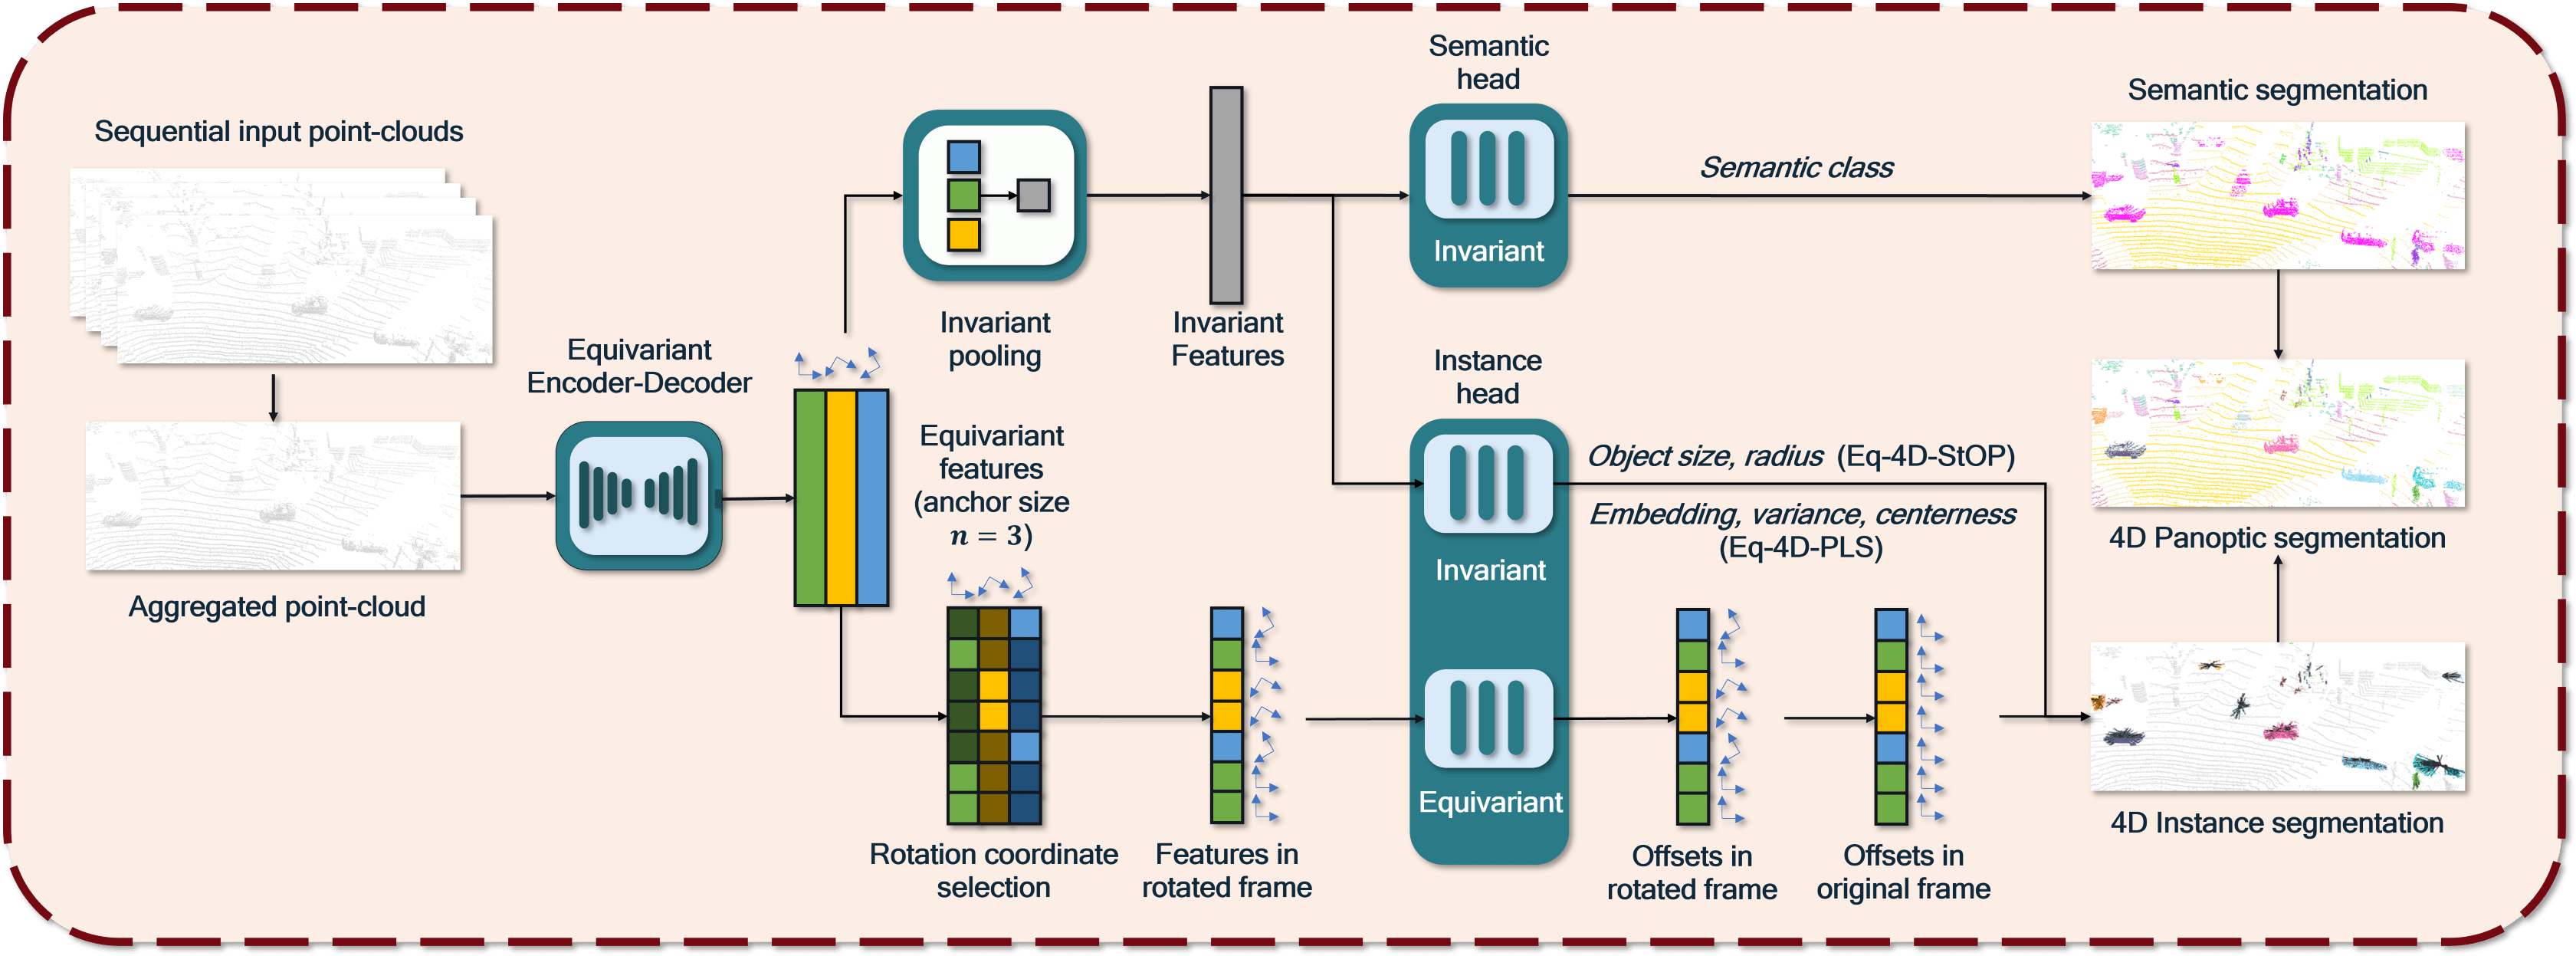 Sequential input point-clouds
Aggregated point-cloud
Equivariant
Encoder-Decoder
Equivariant
features
(anchor size
n = 3)
Invariant
pooling
Invariant
Features
Rotation coordinate
selection
Features in
rotated frame
Semantic
head
Invariant
Instance
head
Invariant
Equivariant
Semantic class
Object size, radius (Eq-4D-StOP)
Embedding, variance, centerness
(Eq-4D-PLS)
Offsets in
rotated frame
Offsets in
original frame
Semantic segmentation
4D Panoptic segmentation
4D Instance segmentation